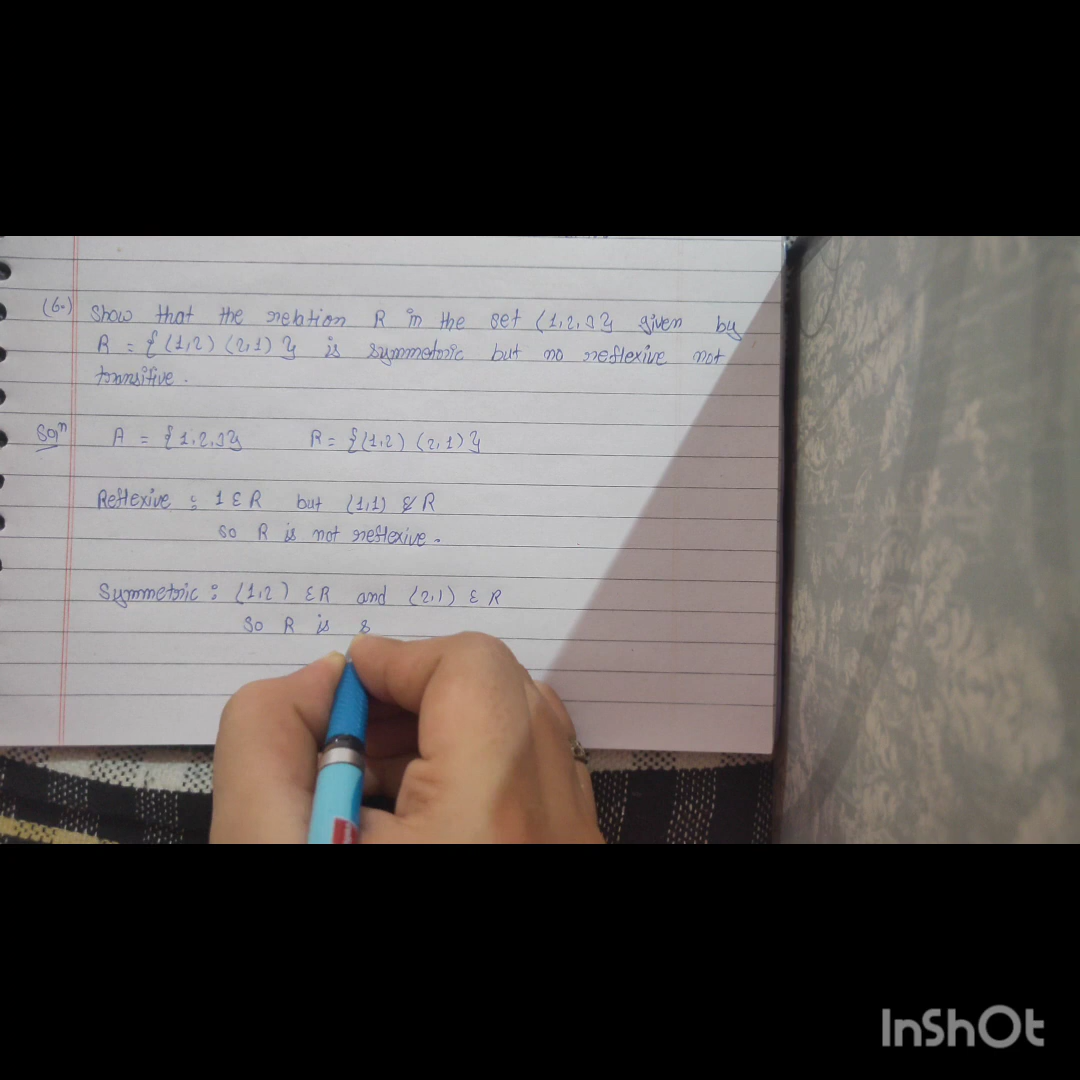 (6.) Show that the relation R in the set (1,2,3} given by
R = {(1,2) (2,1)} is symmetric but no reflexive not
transitive.
Solⁿ A = {1,2,3} R = {(1,2) (2,1)}
Reflexive : 1 ∈ R but (1,1) ∉ R
so R is not reflexive.
Symmetric : (1,2) ∈ R and (2,1) ∈ R
So R is s
InShOt